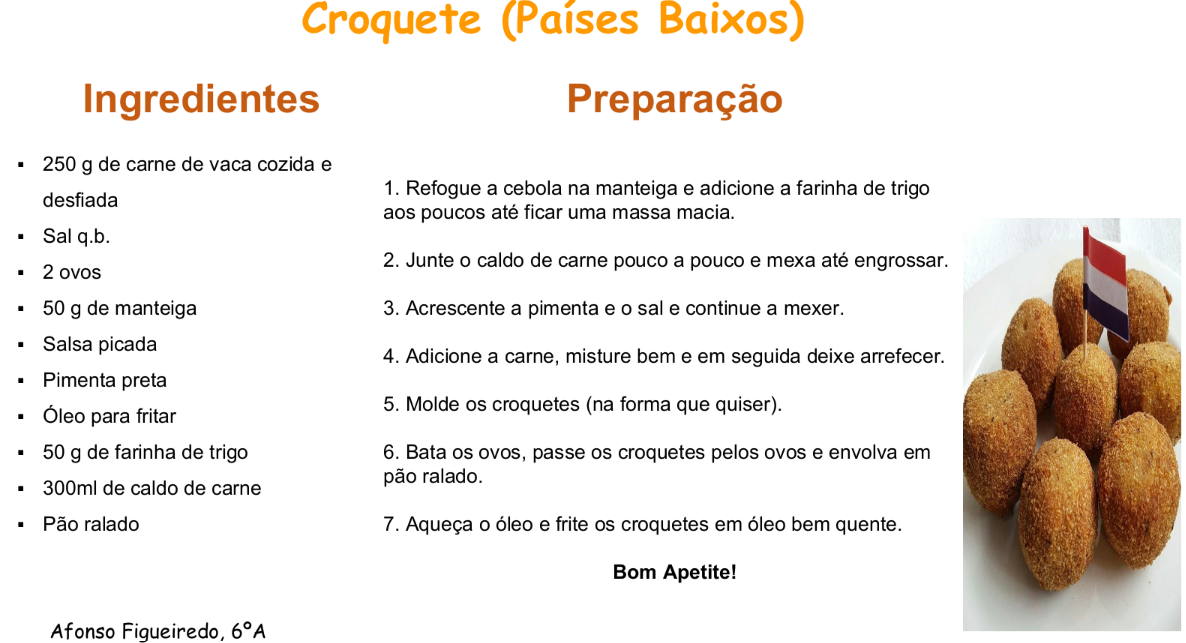 Croquete (Países Baixos)
Ingredientes
▪ 250 g de carne de vaca cozida e
desfiada
▪ Sal q.b.
▪ 2 ovos
▪ 50 g de manteiga
▪ Salsa picada
▪ Pimenta preta
▪ Óleo para fritar
▪ 50 g de farinha de trigo
▪ 300ml de caldo de carne
▪ Pão ralado
Preparação
1. Refogue a cebola na manteiga e adicione a farinha de trigo
aos poucos até ficar uma massa macia.
2. Junte o caldo de carne pouco a pouco e mexa até engrossar.
3. Acrescente a pimenta e o sal e continue a mexer.
4. Adicione a carne, misture bem e em seguida deixe arrefecer.
5. Molde os croquetes (na forma que quiser).
6. Bata os ovos, passe os croquetes pelos ovos e envolva em
pão ralado.
7. Aqueça o óleo e frite os croquetes em óleo bem quente.
Bom Apetite!
Afonso Figueiredo, 6ºA